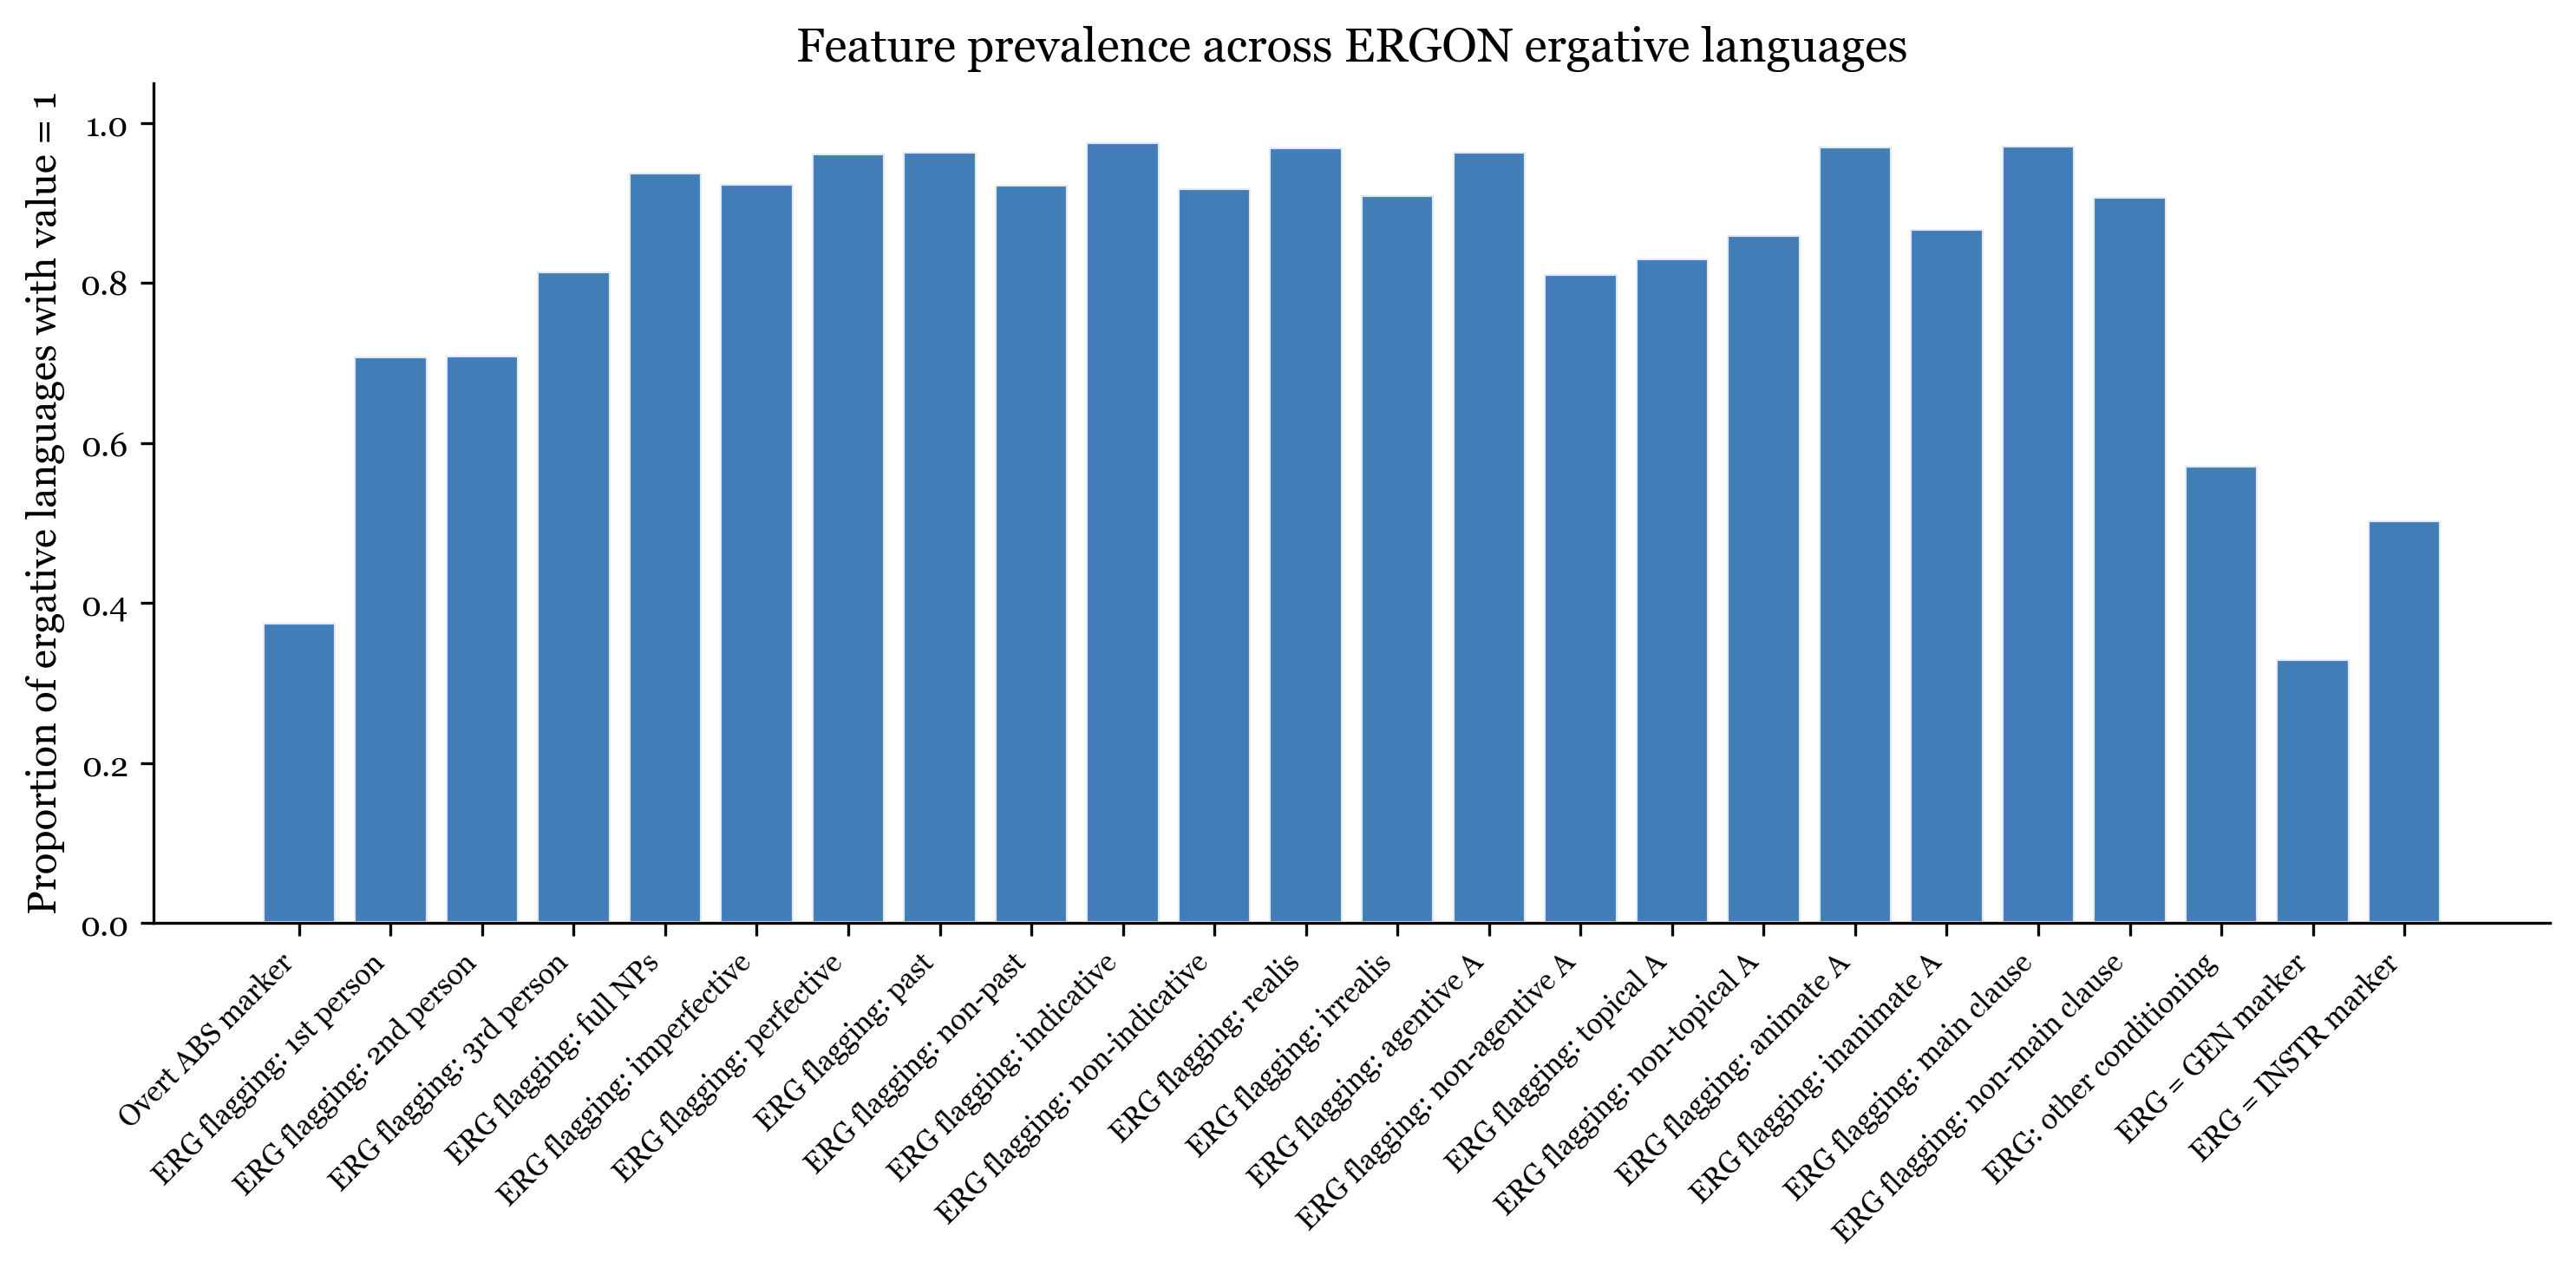 Feature prevalence across ERGON ergative languages
Proportion of ergative languages with value = 1
1.0
0.8
0.6
0.4
0.2
0.0
Overt ABS marker
ERG flagging: 1st person
ERG flagging: 2nd person
ERG flagging: 3rd person
ERG flagging: full NPs
ERG flagging: imperfective
ERG flagging: perfective
ERG flagging: past
ERG flagging: non-past
ERG flagging: indicative
ERG flagging: non-indicative
ERG flagging: realis
ERG flagging: irrealis
ERG flagging: agentive A
ERG flagging: non-agentive A
ERG flagging: topical A
ERG flagging: non-topical A
ERG flagging: animate A
ERG flagging: inanimate A
ERG flagging: main clause
ERG flagging: non-main clause
ERG: other conditioning
ERG = GEN marker
ERG = INSTR marker